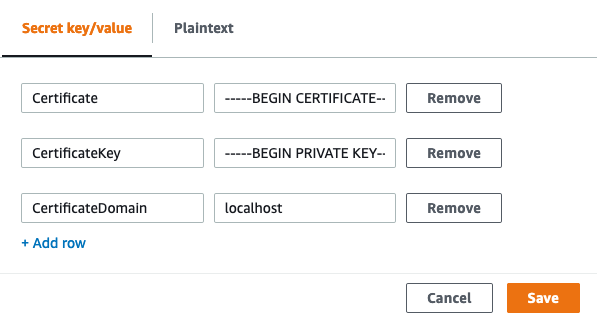 Secret key/value Plaintext
Certificate -----BEGIN CERTIFICATE-- Remove
CertificateKey -----BEGIN PRIVATE KEY-- Remove
CertificateDomain localhost Remove
+ Add row
Cancel Save